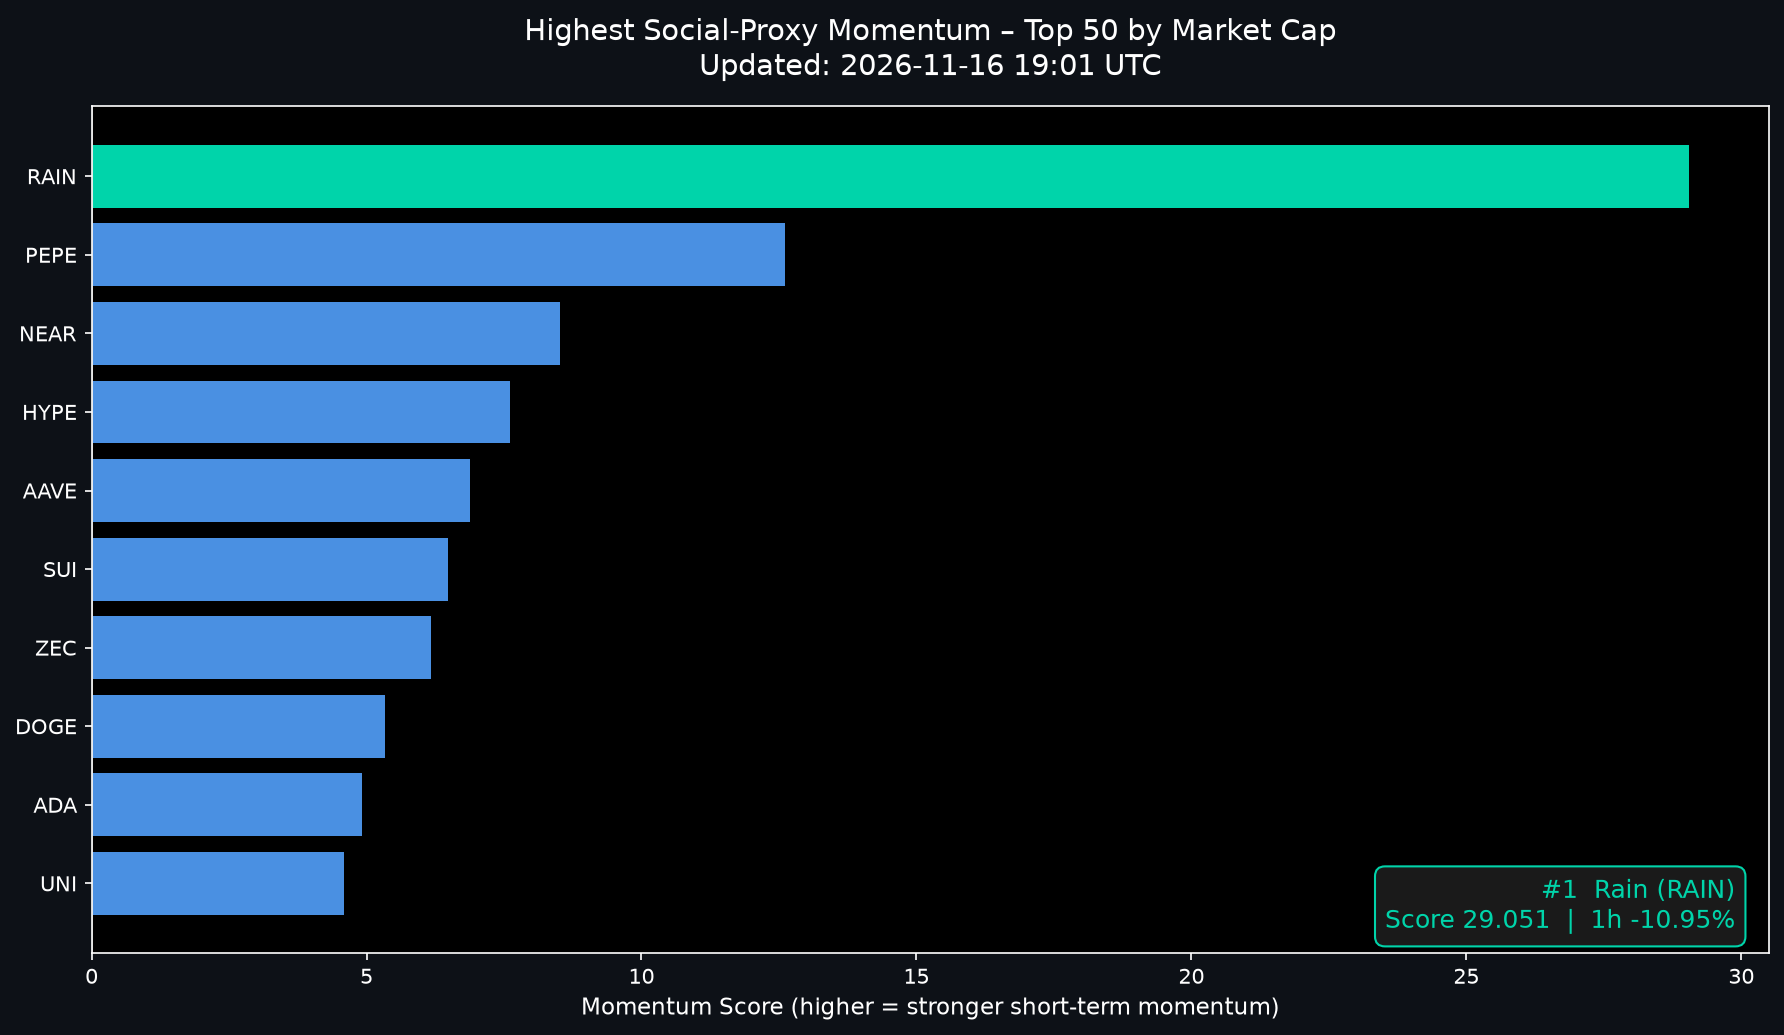 Highest Social-Proxy Momentum – Top 50 by Market Cap
Updated: 2026-11-16 19:01 UTC
RAIN
PEPE
NEAR
HYPE
AAVE
SUI
ZEC
DOGE
ADA
UNI
#1  Rain (RAIN)
Score 29.051  |  1h -10.95%
0 5 10 15 20 25 30
Momentum Score (higher = stronger short-term momentum)